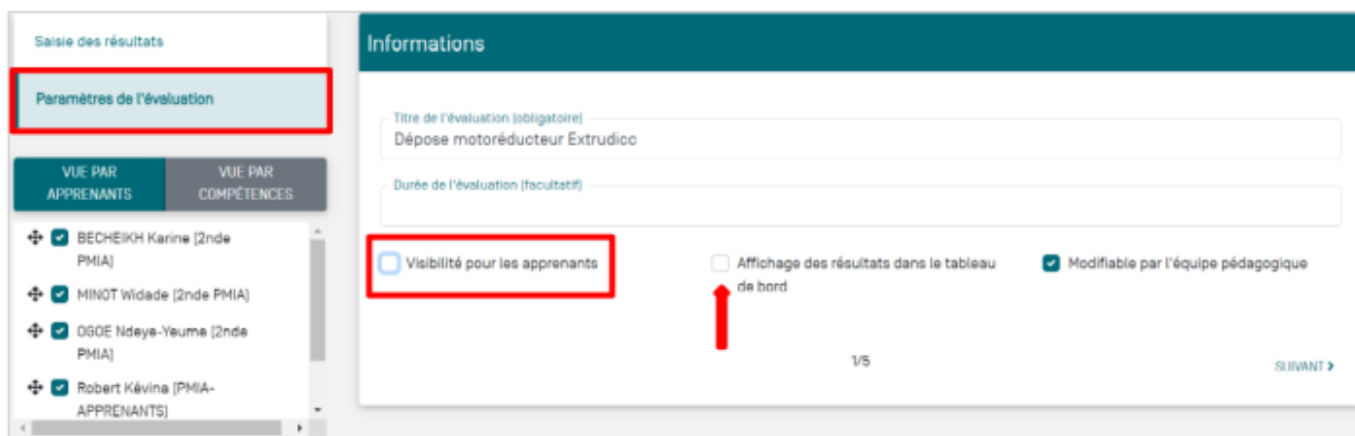 Saisie des résultats
Paramètres de l'évaluation
VUE PAR
APPRENANTS
VUE PAR
COMPÉTENCES
BECHEIKH Karine [2nde
PMIA]
MINOT Widade [2nde PMIA]
OGOE Ndeye-Yeume [2nde
PMIA]
Robert Kévina [PMIA-
APPRENANTS]
Informations
Titre de l'évaluation (obligatoire)
Dépose motoréducteur Extrudicc
Durée de l'évaluation (facultatif)
Visibilité pour les apprenants
Affichage des résultats dans le tableau
de bord
Modifiable par l'équipe pédagogique
1/5
SUIVANT >